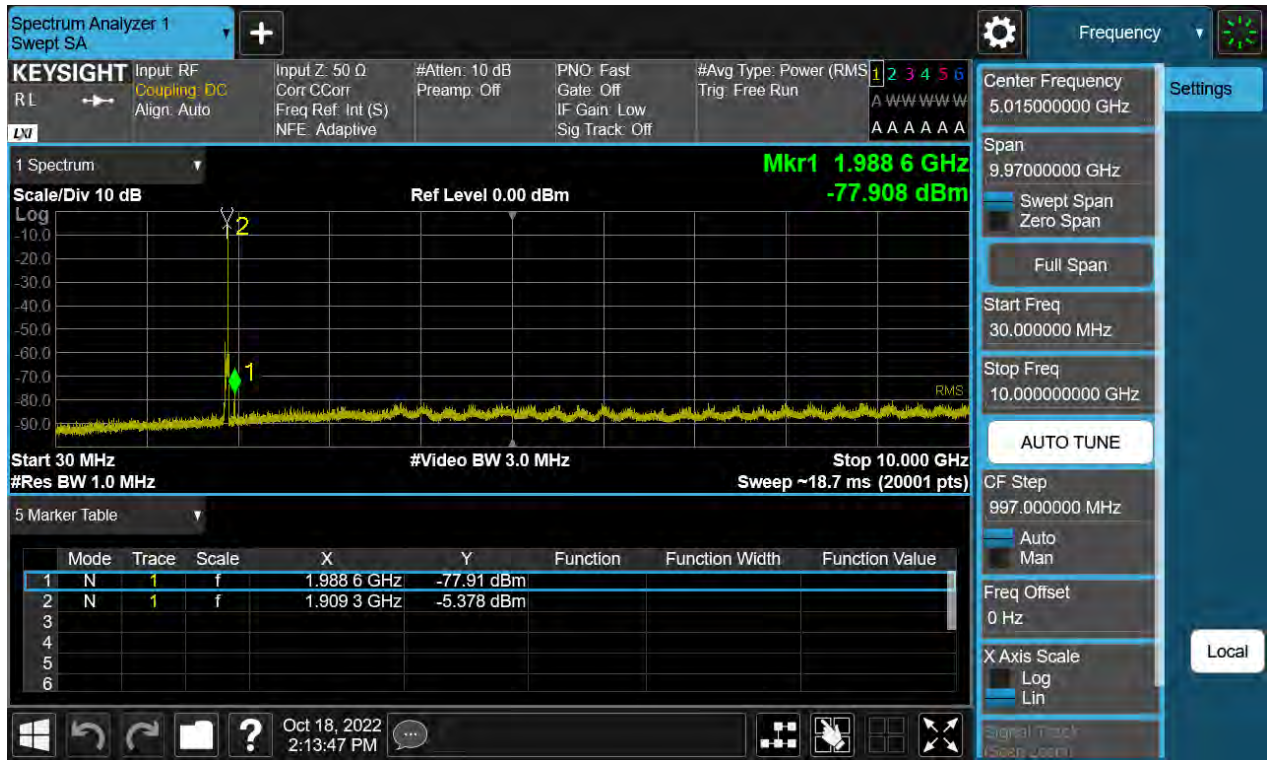 Spectrum Analyzer 1
Swept SA
Frequency
KEYSIGHT
RL
LXI
Input: RF
Coupling: DC
Align: Auto
Input Z: 50 Ω
Corr CCorr
Freq Ref: Int (S)
NFE: Adaptive
#Atten: 10 dB
Preamp: Off
PNO: Fast
Gate: Off
IF Gain: Low
Sig Track: Off
#Avg Type: Power (RMS
Trig: Free Run
1 2 3 4 5 6
A W W W W W
A A A A A A
1 Spectrum
Scale/Div 10 dB
Ref Level 0.00 dBm
Mkr1 1.988 6 GHz
-77.908 dBm
Log
-10.0
-20.0
-30.0
-40.0
-50.0
-60.0
-70.0
-80.0
-90.0
2
1
RMS
Start 30 MHz
#Video BW 3.0 MHz
Stop 10.000 GHz
#Res BW 1.0 MHz
Sweep ~18.7 ms (20001 pts)
5 Marker Table
Mode Trace Scale X Y Function Function Width Function Value
1 N 1 f 1.988 6 GHz -77.91 dBm
2 N 1 f 1.909 3 GHz -5.378 dBm
3
4
5
6
Oct 18, 2022
2:13:47 PM
Center Frequency
5.015000000 GHz
Span
9.97000000 GHz
Swept Span
Zero Span
Full Span
Start Freq
30.000000 MHz
Stop Freq
10.000000000 GHz
AUTO TUNE
CF Step
997.000000 MHz
Auto
Man
Freq Offset
0 Hz
X Axis Scale
Log
Lin
Signal Track
(Span Zoom)
Settings
Local